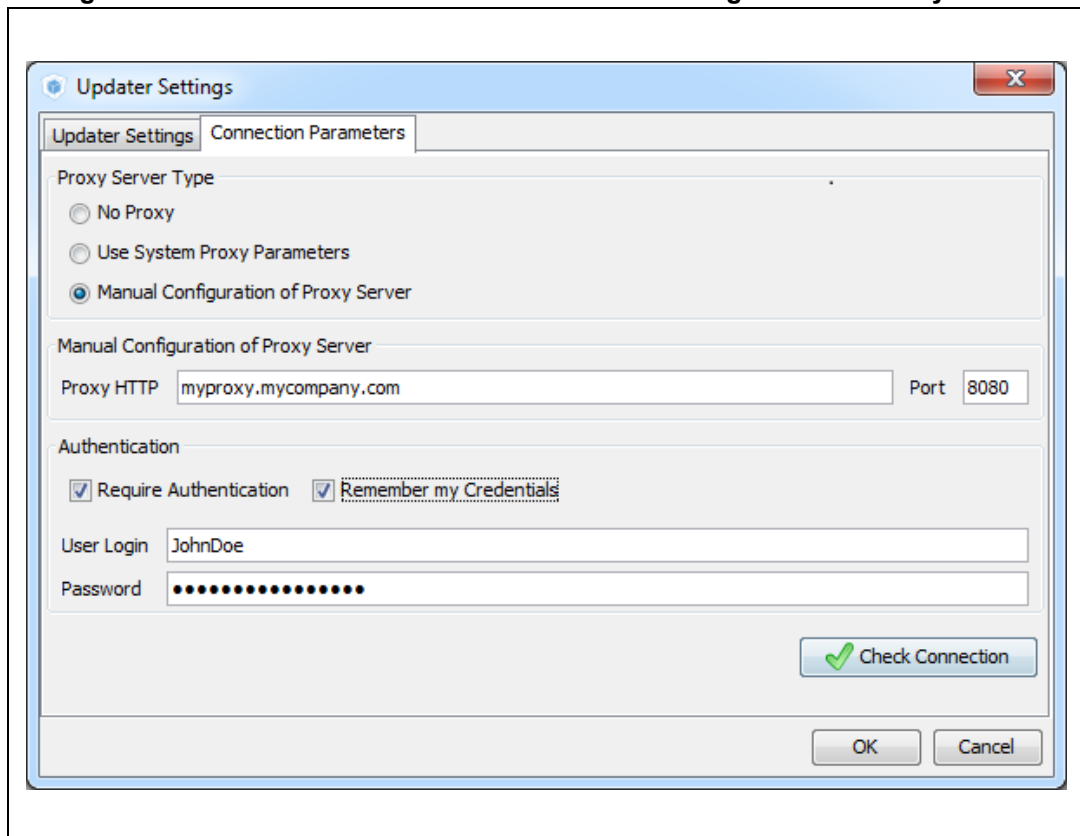 Updater Settings
Updater Settings Connection Parameters
Proxy Server Type
No Proxy
Use System Proxy Parameters
Manual Configuration of Proxy Server
Manual Configuration of Proxy Server
Proxy HTTP myproxy.mycompany.com Port 8080
Authentication
Require Authentication Remember my Credentials
User Login JohnDoe
Password ••••••••••••••••
Check Connection
OK Cancel